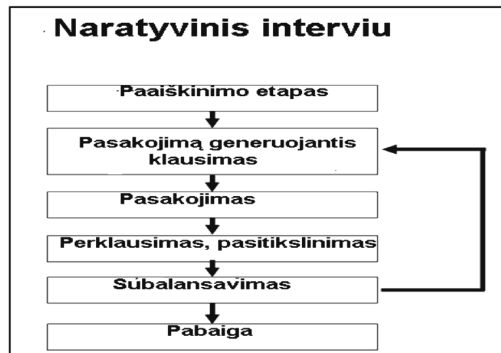 Naratyvinis interviu
Paaiškinimo etapas
Pasakojimą generuojantis
klausimas
Pasakojimas
Perklausimas, pasitikslinimas
Subalansavimas
Pabaiga